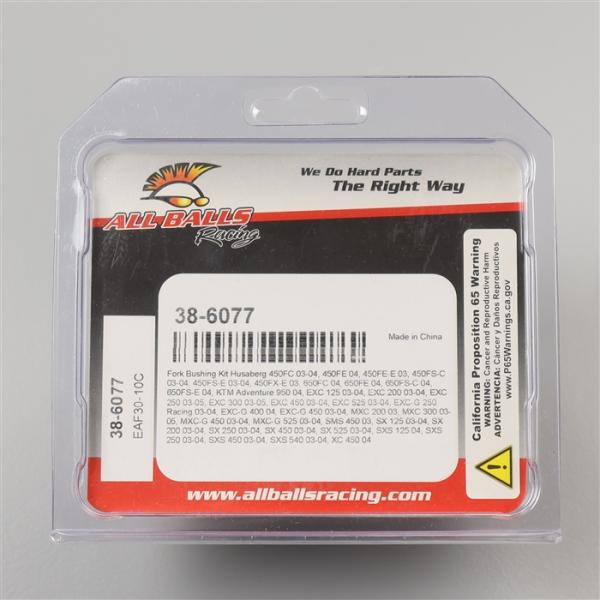 We Do Hard Parts
The Right Way
ALL BALLS
Racing
38-6077
Made in China
Fork Bushing Kit Husaberg 450FC 03-04, 450FE 04, 450FE-E 03, 450FS-C
03-04, 450FS-E 03-04, 450FX-E 03, 650FC 04, 650FE 04, 650FS-C 04,
650FS-E 04, KTM Adventure 950 04, EXC 125 03-04, EXC 200 03-04, EXC
250 03-05, EXC 300 03-05, EXC 450 03-04, EXC 525 03-04, EXC-G 250
Racing 03-04, EXC-G 400 04, EXC-G 450 03-04, MXC 200 03, MXC 300 03-
05, MXC-G 450 03-04, MXC-G 525 03-04, SMS 450 03, SX 125 03-04, SX
200 03-04, SX 250 03-04, SX 450 03-04, SX 525 03-04, SXS 125 04, SXS
250 03-04, SXS 450 03-04, SXS 540 03-04, XC 450 04
www.allballsracing.com
38-6077
EAF30-10C
California Proposition 65 Warning
WARNING: Cancer and Reproductive Harm
ADVERTENCIA: Cáncer y Daños Reproductivos
www.P65Warnings.ca.gov